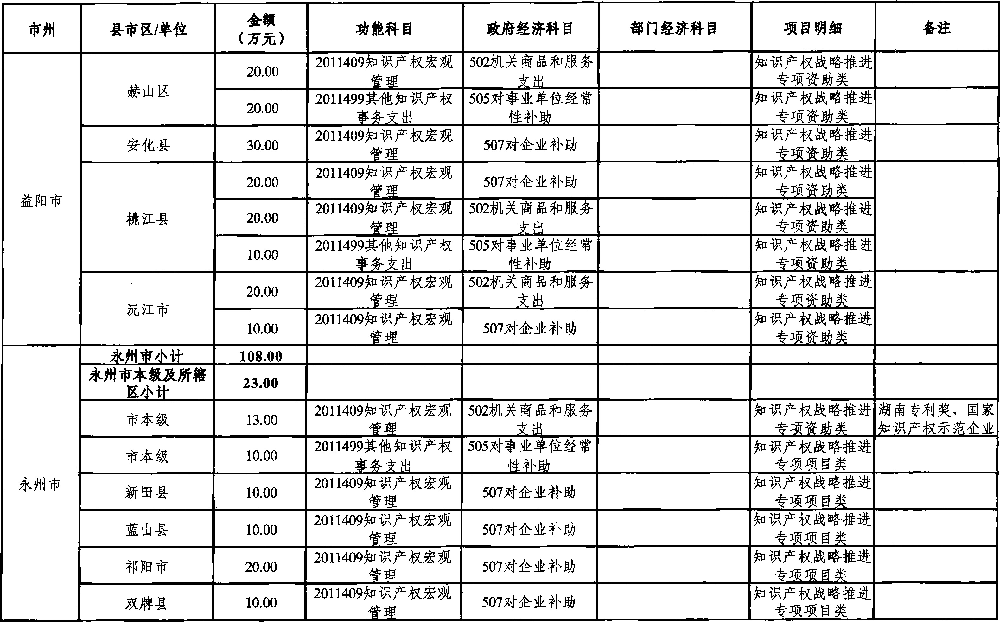 市州
县市区/单位
金额
（万元）
功能科目
政府经济科目
部门经济科目
项目明细
备注
益阳市
赫山区
20.00
2011409知识产权宏观
管理
502机关商品和服务
支出
知识产权战略推进
专项资助类
20.00
2011499其他知识产权
事务支出
505对事业单位经常
性补助
知识产权战略推进
专项资助类
安化县
30.00
2011409知识产权宏观
管理
507对企业补助
知识产权战略推进
专项资助类
桃江县
20.00
2011409知识产权宏观
管理
507对企业补助
知识产权战略推进
专项资助类
20.00
2011409知识产权宏观
管理
502机关商品和服务
支出
知识产权战略推进
专项资助类
10.00
2011499其他知识产权
事务支出
505对事业单位经常
性补助
知识产权战略推进
专项资助类
沅江市
20.00
2011409知识产权宏观
管理
502机关商品和服务
支出
知识产权战略推进
专项资助类
10.00
2011409知识产权宏观
管理
507对企业补助
知识产权战略推进
专项资助类
永州市
永州市小计
108.00
永州市本级及所辖
区小计
23.00
市本级
13.00
2011409知识产权宏观
管理
502机关商品和服务
支出
知识产权战略推进
专项资助类
湖南专利奖、国家
知识产权示范企业
市本级
10.00
2011499其他知识产权
事务支出
505对事业单位经常
性补助
知识产权战略推进
专项项目类
新田县
10.00
2011409知识产权宏观
管理
507对企业补助
知识产权战略推进
专项项目类
蓝山县
10.00
2011409知识产权宏观
管理
507对企业补助
知识产权战略推进
专项项目类
祁阳市
20.00
2011409知识产权宏观
管理
507对企业补助
知识产权战略推进
专项项目类
双牌县
10.00
2011409知识产权宏观
管理
507对企业补助
知识产权战略推进
专项项目类